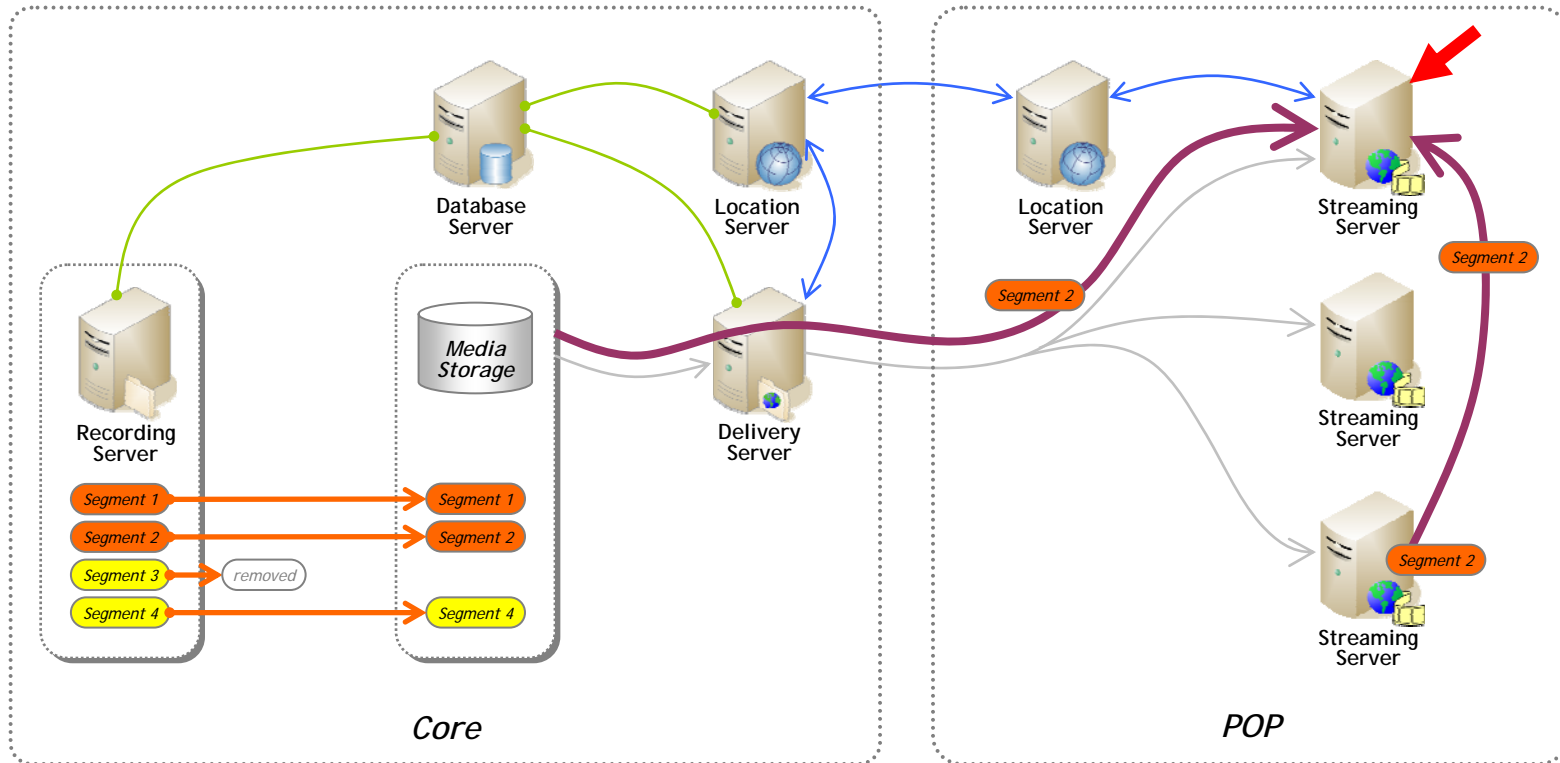 Database
Server
Location
Server
Location
Server
Streaming
Server
Segment 2
Segment 2
Media
Storage
Recording
Server
Delivery
Server
Streaming
Server
Segment 1
Segment 1
Segment 2
Segment 2
Segment 3
removed
Segment 4
Segment 4
Segment 2
Streaming
Server
Core
POP